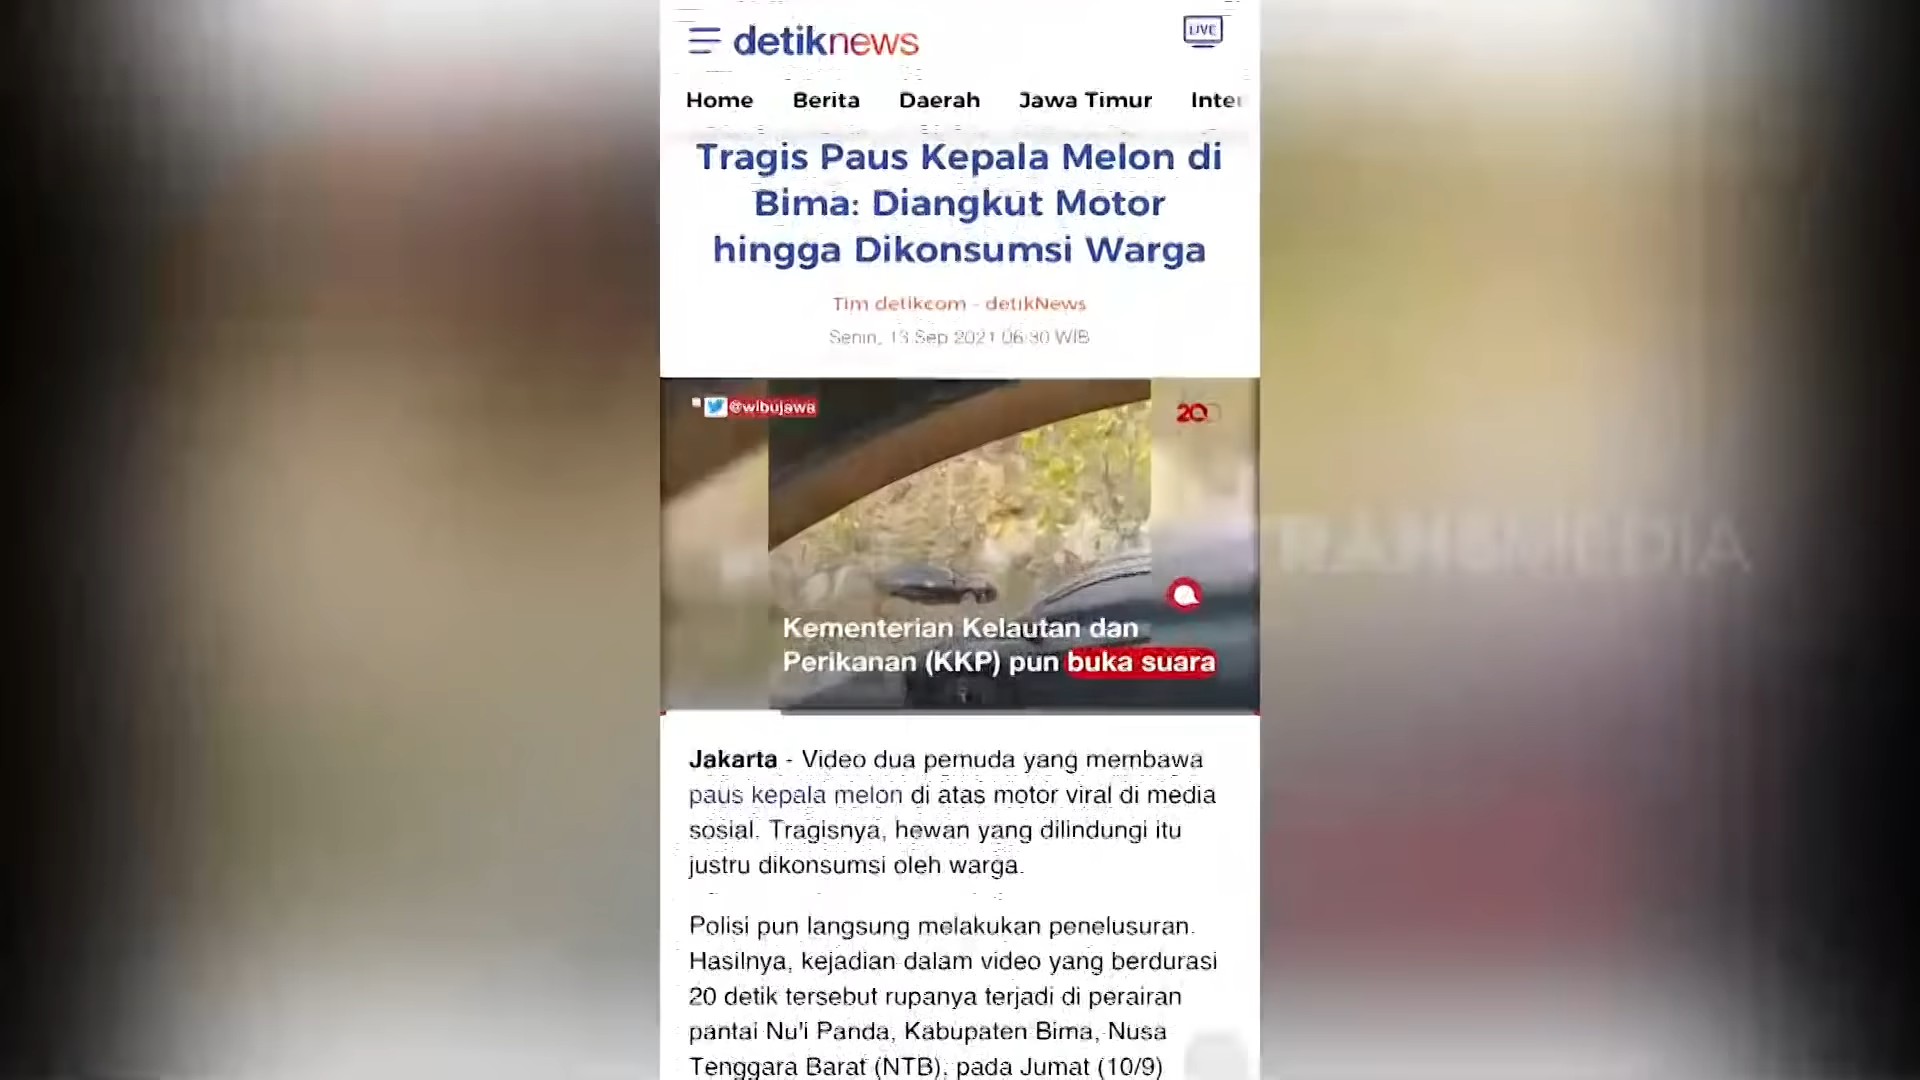 detiknews
LIVE
Home Berita Daerah Jawa Timur
Tragis Paus Kepala Melon di
Bima: Diangkut Motor
hingga Dikonsumsi Warga
Tim detikcom - detikNews
Senin, 13 Sep 2021 06:30 WIB
@wibujawa
20
Kementerian Kelautan dan
Perikanan (KKP) pun buka suara
TRANSMEDIA
Jakarta - Video dua pemuda yang membawa
paus kepala melon di atas motor viral di media
sosial. Tragisnya, hewan yang dilindungi itu
justru dikonsumsi oleh warga.
Polisi pun langsung melakukan penelusuran.
Hasilnya, kejadian dalam video yang berdurasi
20 detik tersebut rupanya terjadi di perairan
pantai Nu'i Panda, Kabupaten Bima, Nusa
Tenggara Barat (NTB), pada Jumat (10/9)